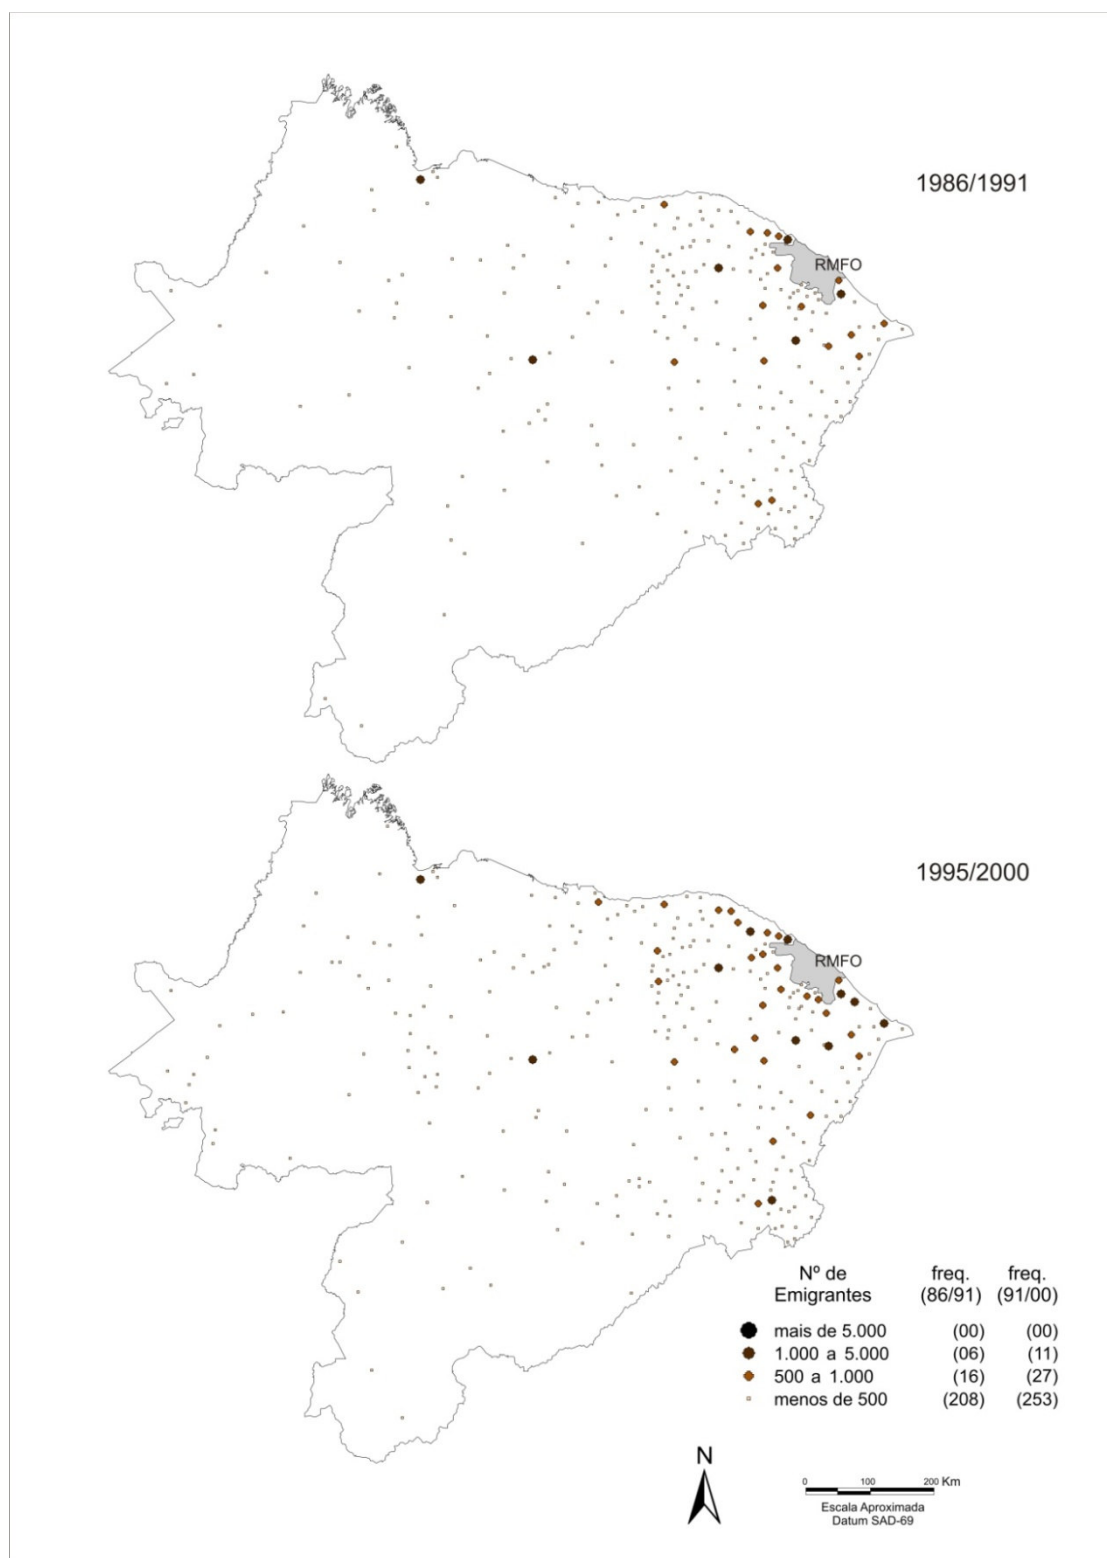 1986/1991
RMFO
1995/2000
RMFO
Nº de Emigrantes freq. (86/91) freq. (91/00)
mais de 5.000 (00) (00)
1.000 a 5.000 (06) (11)
500 a 1.000 (16) (27)
menos de 500 (208) (253)
N
0 100 200 Km
Escala Aproximada
Datum SAD-69